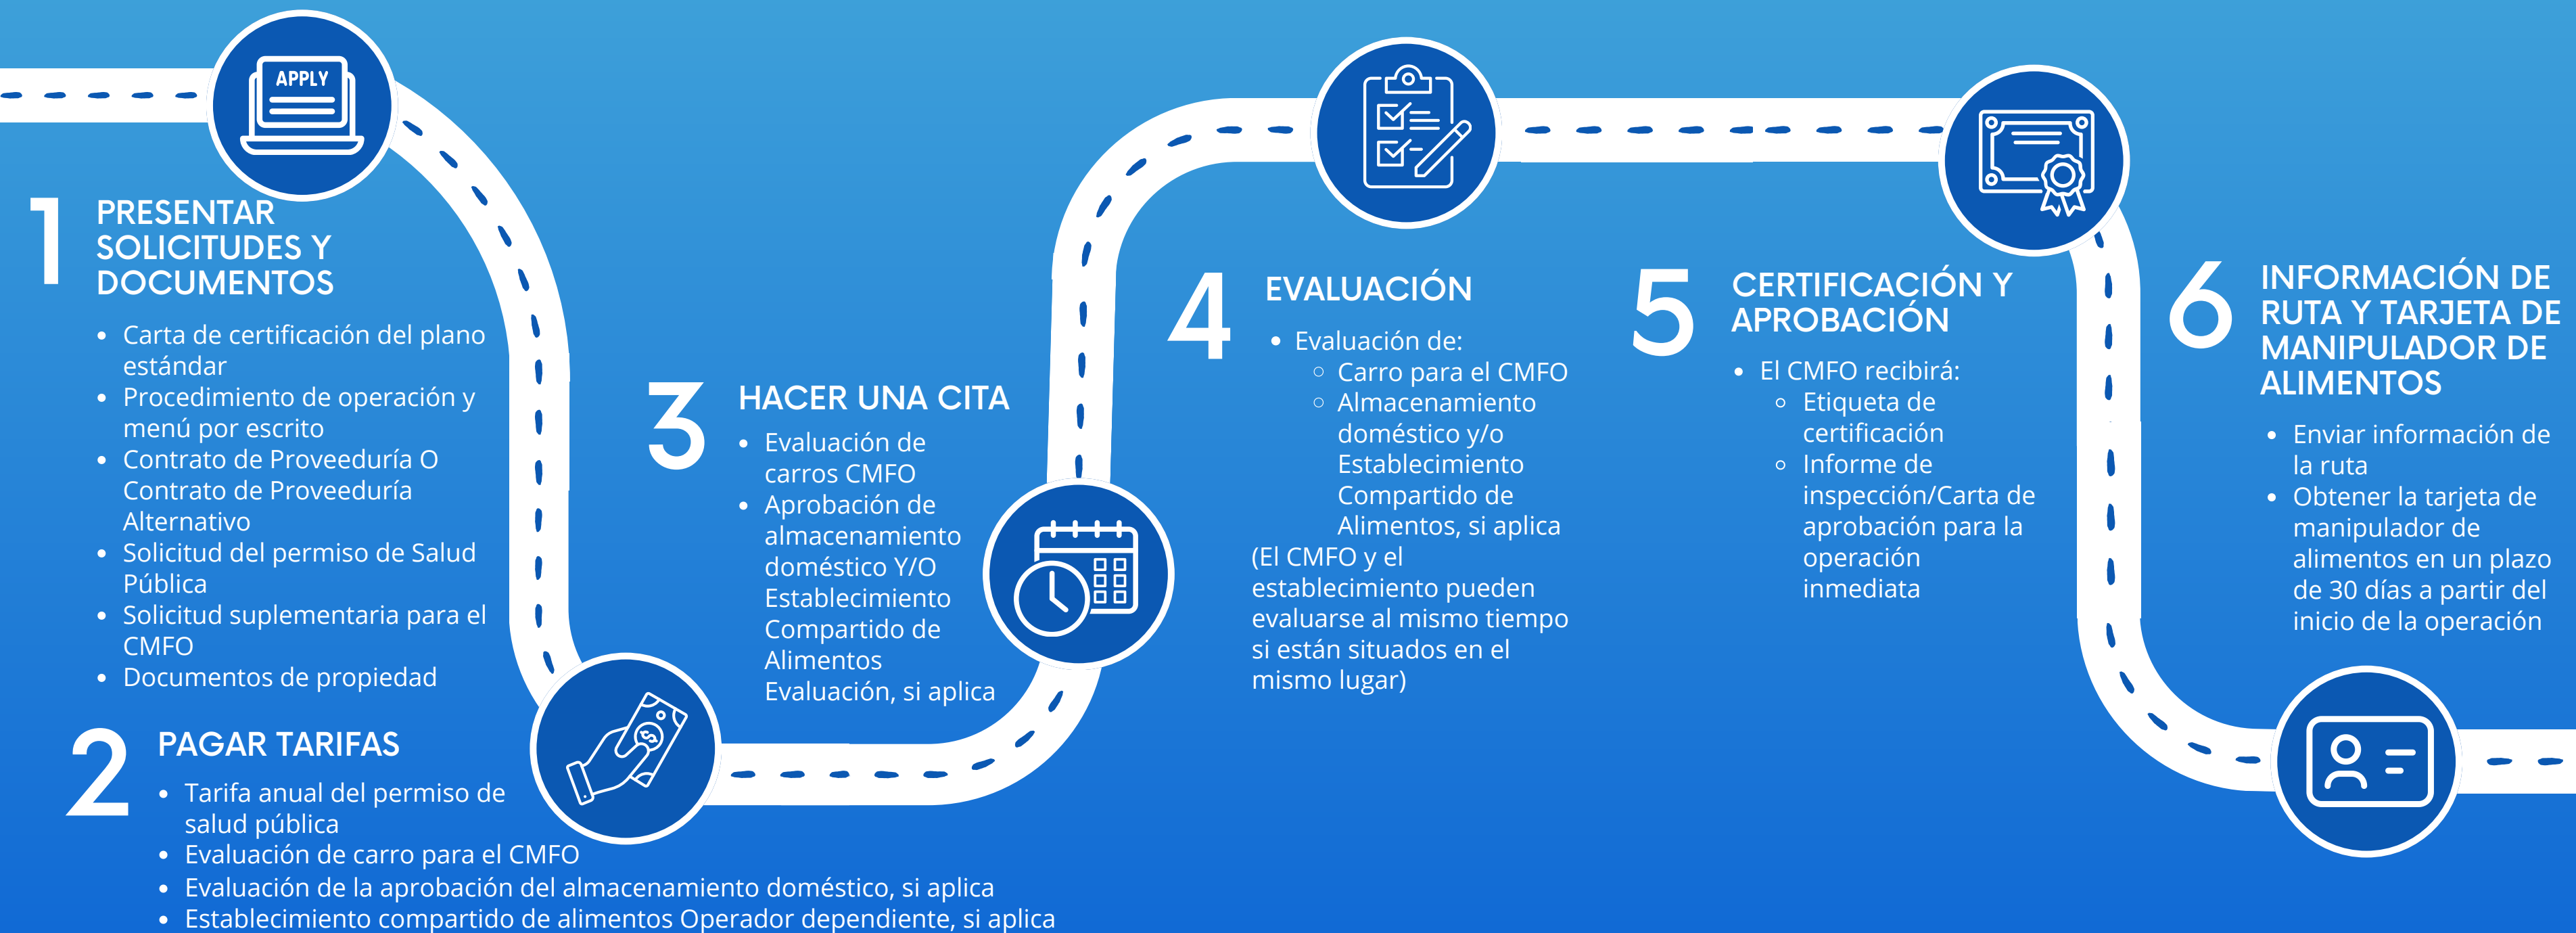 APPLY
1
PRESENTAR
SOLICITUDES Y
DOCUMENTOS
• Carta de certificación del plano
estándar
• Procedimiento de operación y
menú por escrito
• Contrato de Proveeduría O
Contrato de Proveeduría
Alternativo
• Solicitud del permiso de Salud
Pública
• Solicitud suplementaria para el
CMFO
• Documentos de propiedad
2
PAGAR TARIFAS
• Tarifa anual del permiso de
salud pública
• Evaluación de carro para el CMFO
• Evaluación de la aprobación del almacenamiento doméstico, si aplica
• Establecimiento compartido de alimentos Operador dependiente, si aplica
$
3
HACER UNA CITA
• Evaluación de
carros CMFO
• Aprobación de
almacenamiento
doméstico Y/O
Establecimiento
Compartido de
Alimentos
Evaluación, si aplica
4
EVALUACIÓN
• Evaluación de:
○ Carro para el CMFO
○ Almacenamiento
doméstico y/o
Establecimiento
Compartido de
Alimentos, si aplica
(El CMFO y el
establecimiento pueden
evaluarse al mismo tiempo
si están situados en el
mismo lugar)
5
CERTIFICACIÓN Y
APROBACIÓN
• El CMFO recibirá:
○ Etiqueta de
certificación
○ Informe de
inspección/Carta de
aprobación para la
operación
inmediata
6
INFORMACIÓN DE
RUTA Y TARJETA DE
MANIPULADOR DE
ALIMENTOS
• Enviar información de
la ruta
• Obtener la tarjeta de
manipulador de
alimentos en un plazo
de 30 días a partir del
inicio de la operación